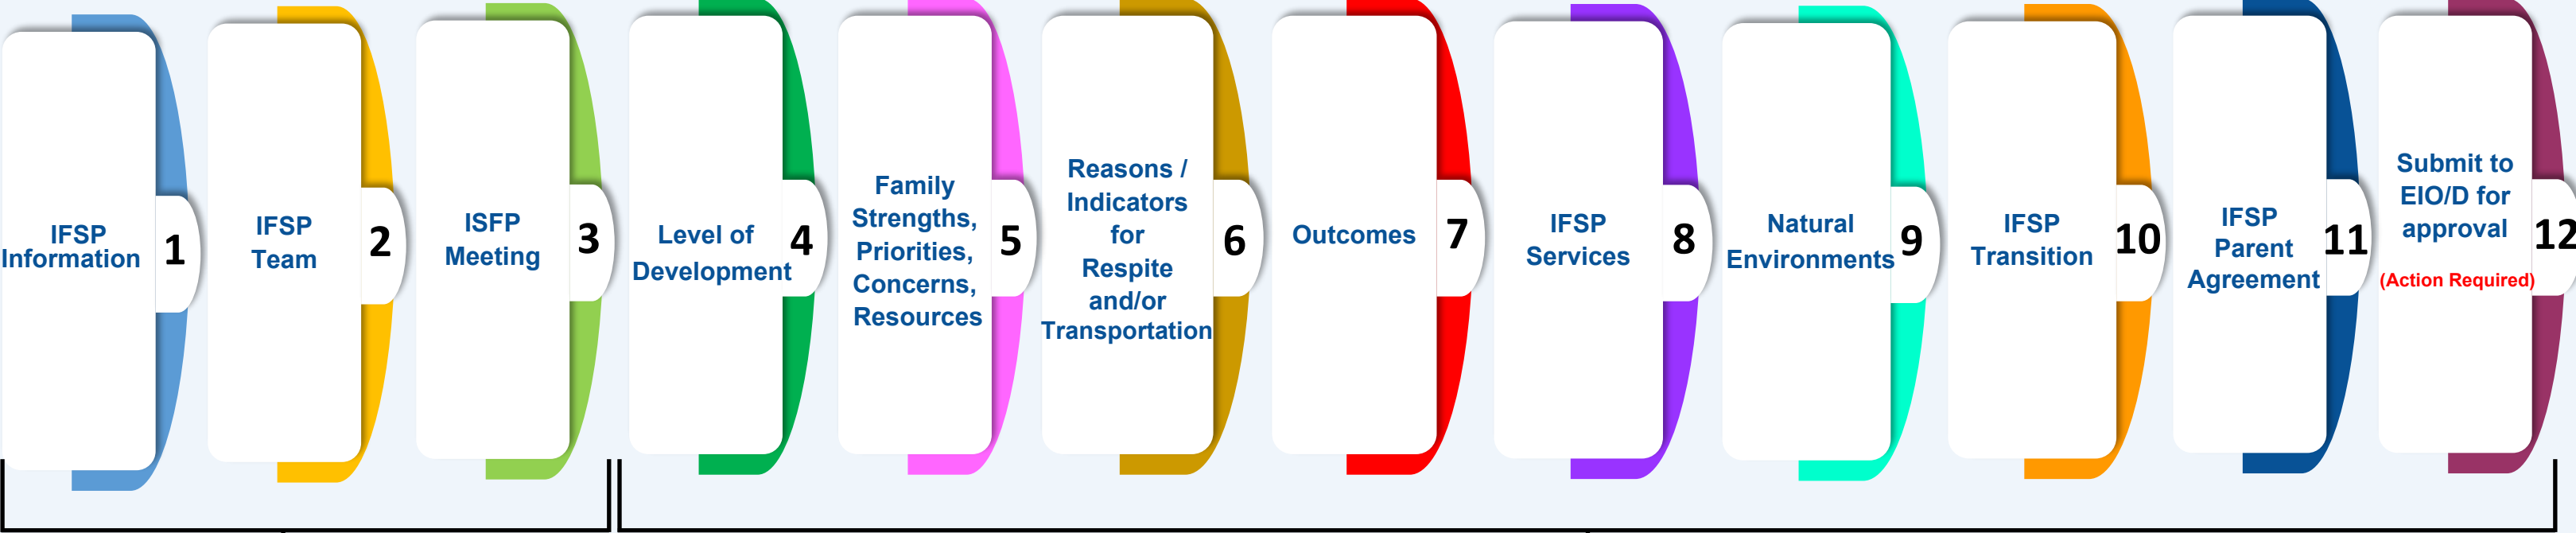 IFSP
Information
1
IFSP
Team
2
ISFP
Meeting
3
Level of
Development
4
Family
Strengths,
Priorities,
Concerns,
Resources
5
Reasons /
Indicators
for
Respite
and/or
Transportation
6
Outcomes
7
IFSP
Services
8
Natural
Environments
9
IFSP
Transition
10
IFSP
Parent
Agreement
11
Submit to
EIO/D for
approval
(Action Required)
12